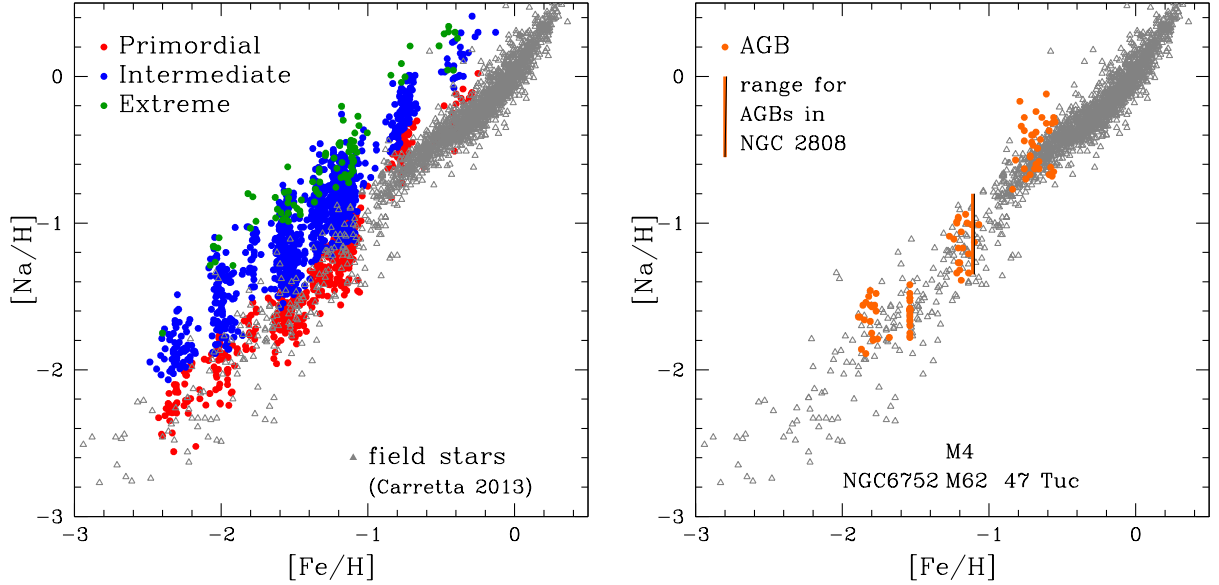 Primordial
Intermediate
Extreme
field stars
(Carretta 2013)
[Na/H]
0
−1
−2
−3
−3
−2
−1
0
[Fe/H]
AGB
range for
AGBs in
NGC 2808
M4
NGC6752 M62 47 Tuc
[Na/H]
0
−1
−2
−3
−3
−2
−1
0
[Fe/H]